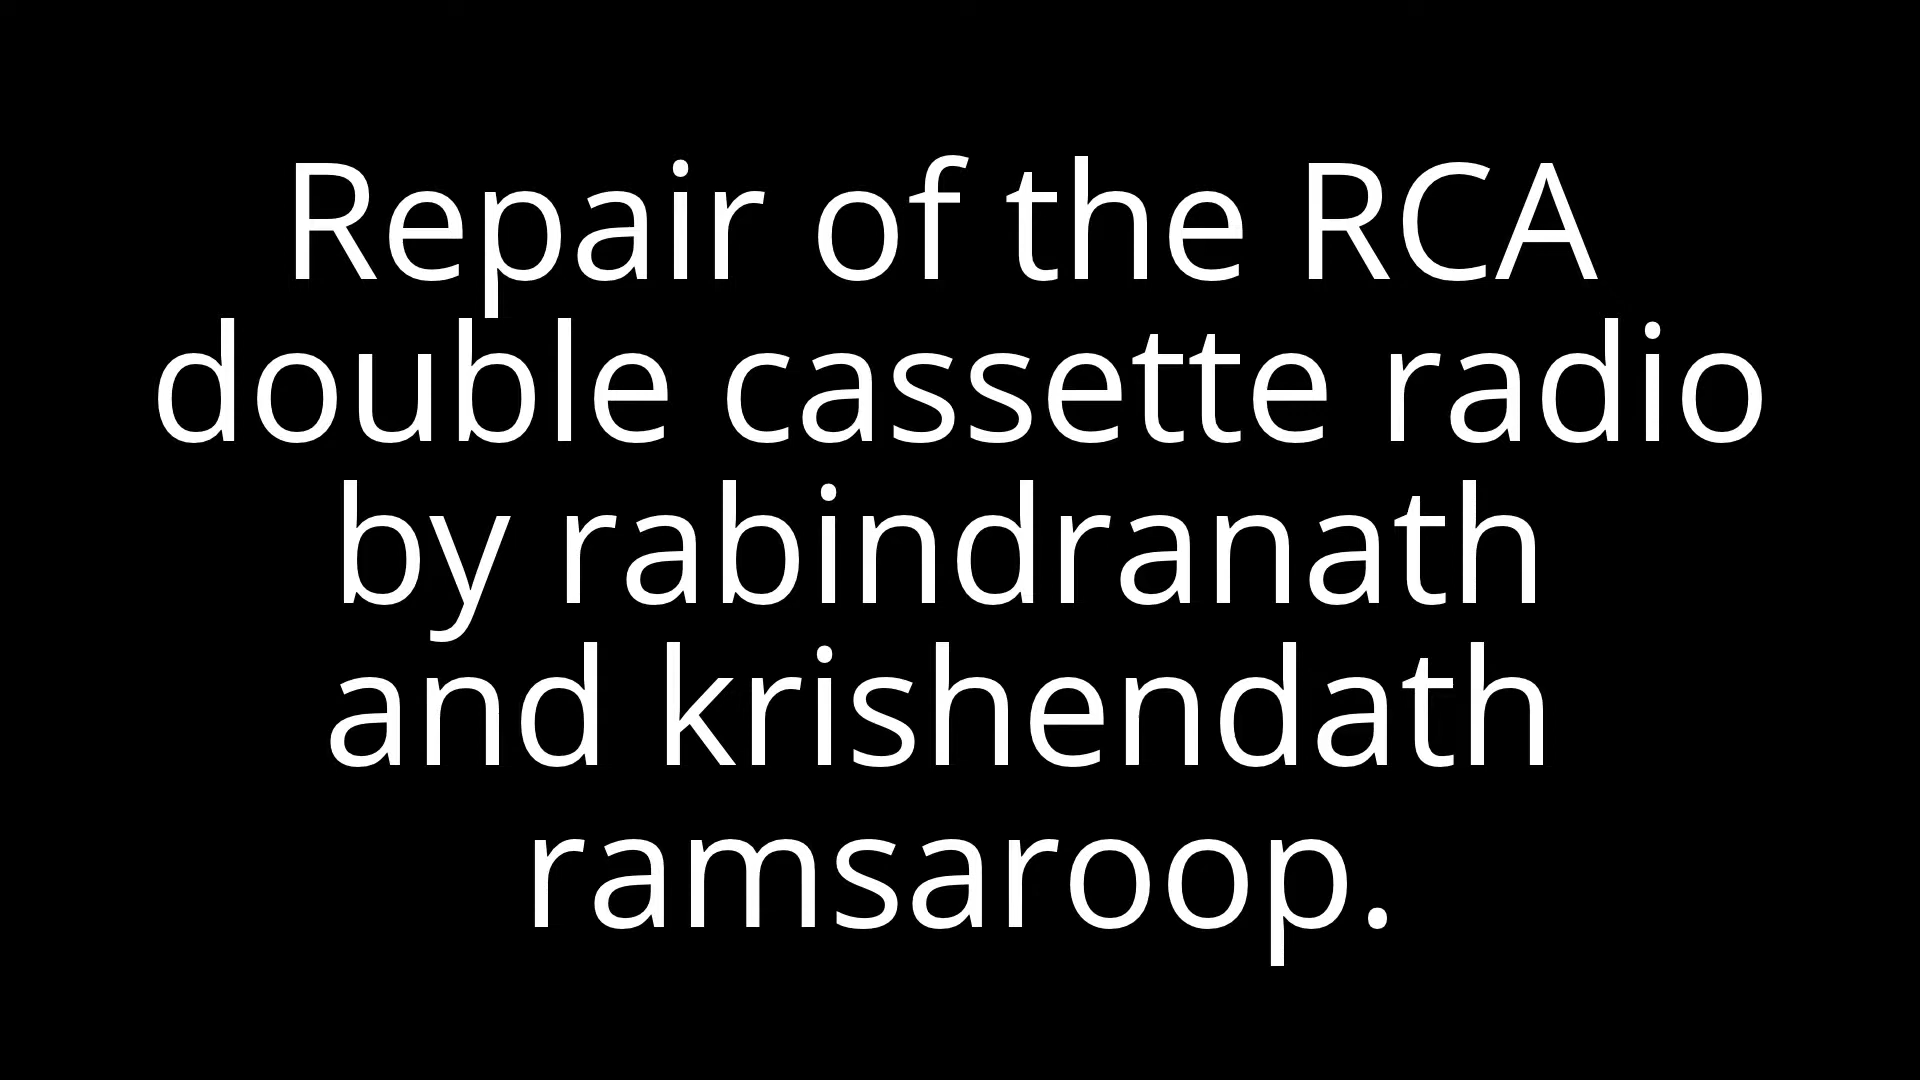 Repair of the RCA
double cassette radio
by rabindranath
and krishendath
ramsaroop.